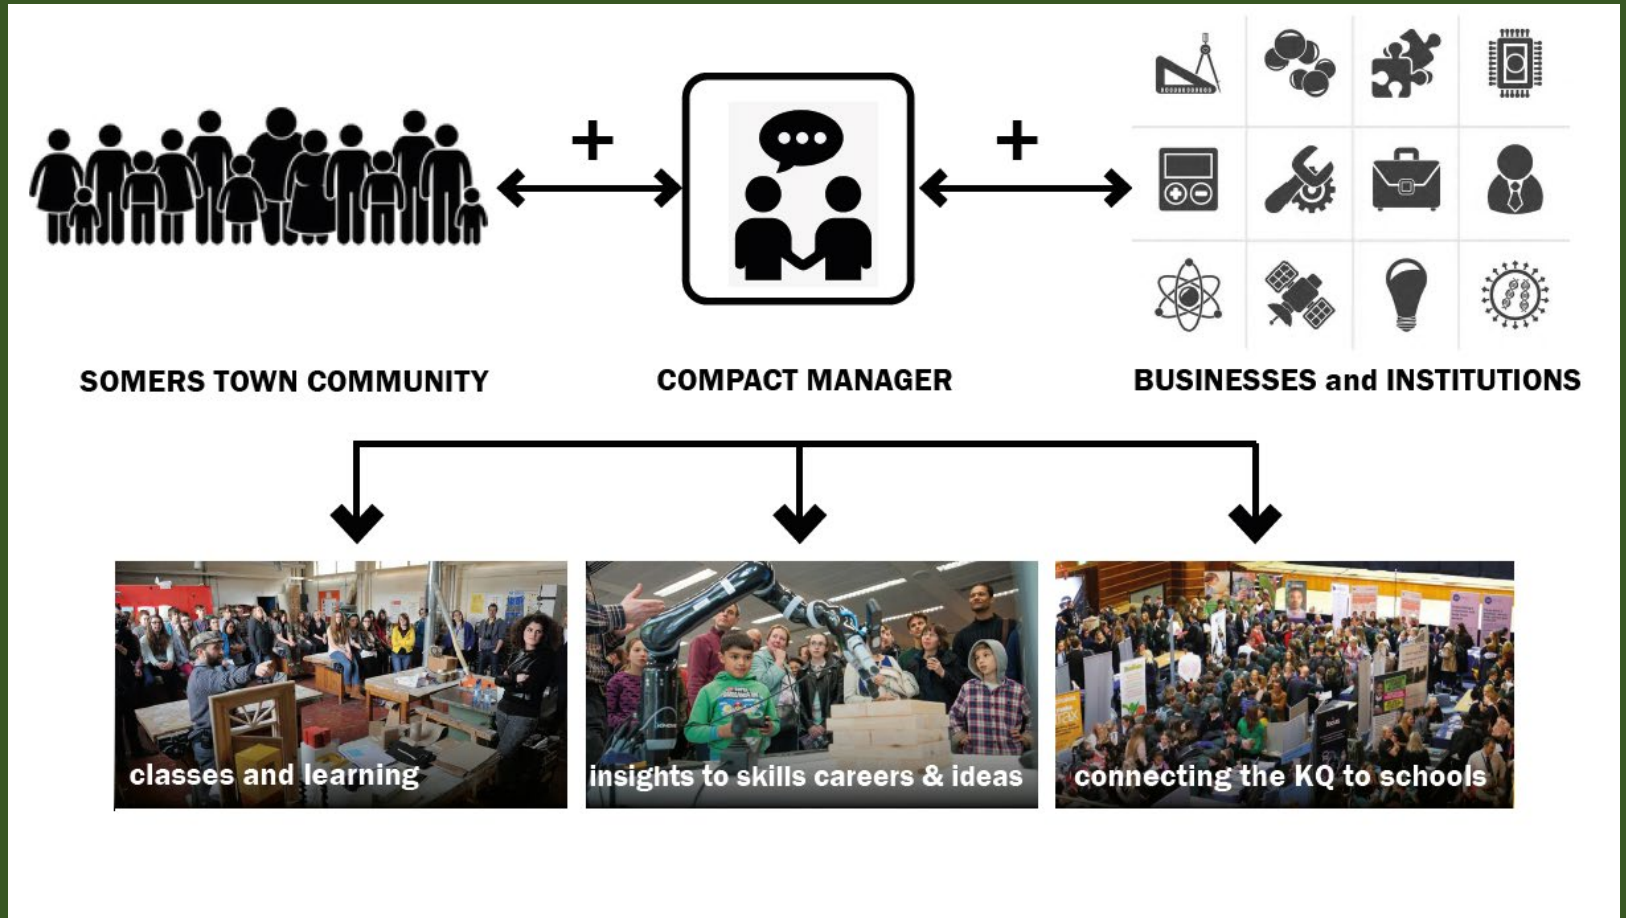 SOMERS TOWN COMMUNITY
COMPACT MANAGER
BUSINESSES and INSTITUTIONS
classes and learning
insights to skills careers & ideas
connecting the KQ to schools